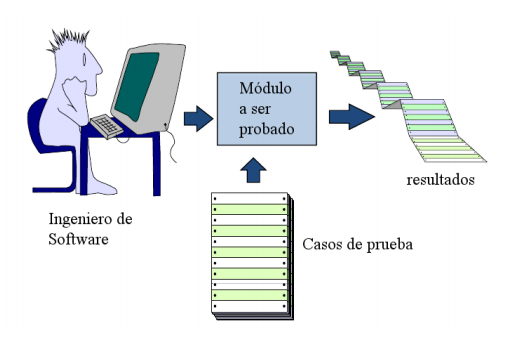 Módulo
a ser
probado
resultados
Ingeniero de
Software
Casos de prueba